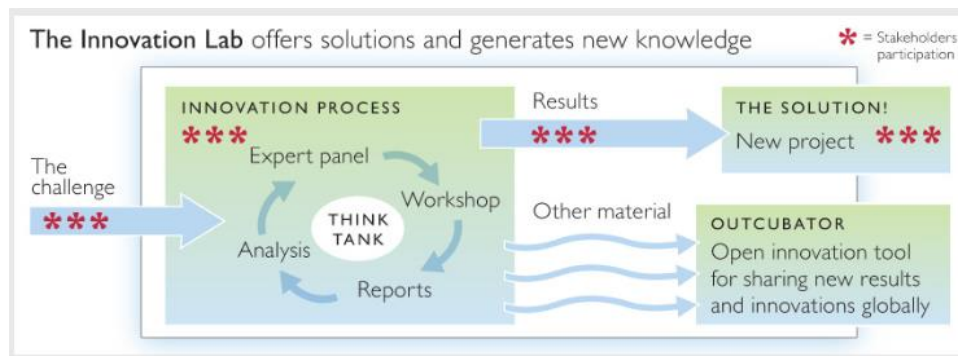 The Innovation Lab offers solutions and generates new knowledge
* = Stakeholders
participation
The
challenge
***
INNOVATION PROCESS
***
Expert panel
Workshop
Reports
Analysis
THINK
TANK
Results
***
Other material
THE SOLUTION!
New project ***
OUTCUBATOR
Open innovation tool
for sharing new results
and innovations globally